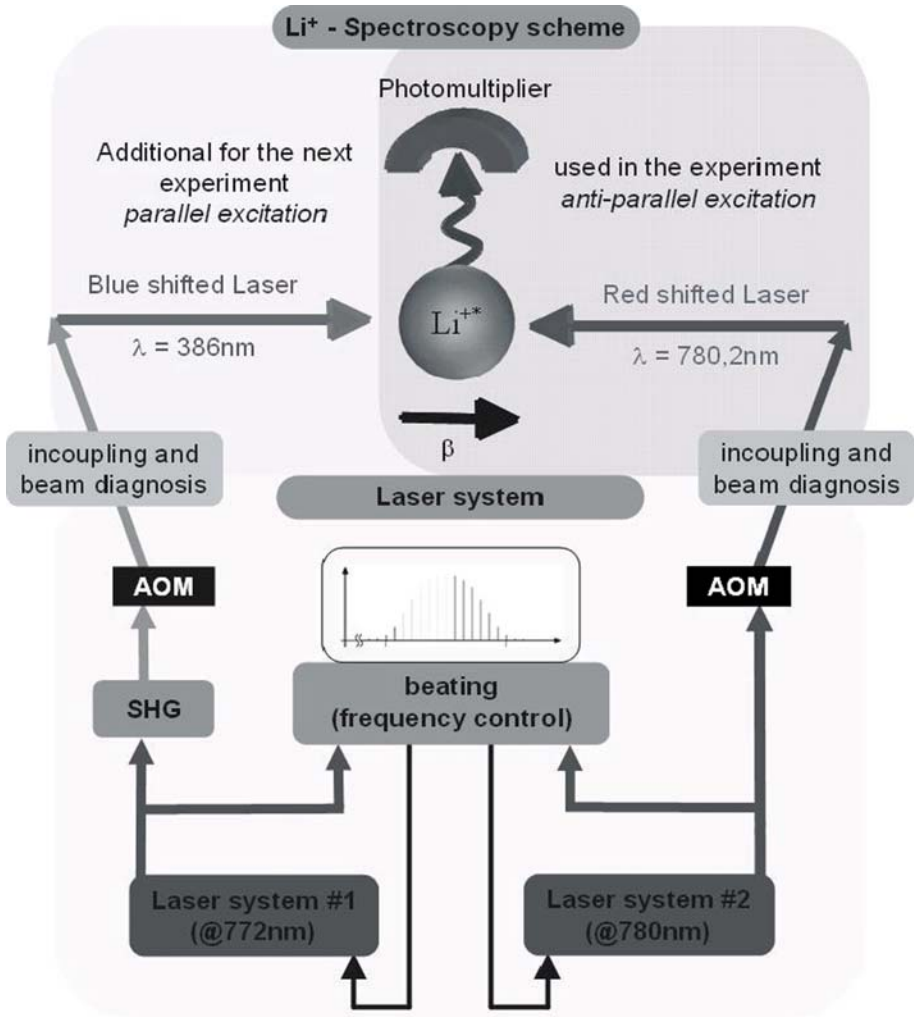 Li⁺ - Spectroscopy scheme
Photomultiplier
Additional for the next
experiment
parallel excitation
used in the experiment
anti-parallel excitation
Blue shifted Laser
λ = 386nm
Li⁺*
Red shifted Laser
λ = 780,2nm
β
incoupling and
beam diagnosis
incoupling and
beam diagnosis
Laser system
AOM
AOM
SHG
beating
(frequency control)
Laser system #1
(@772nm)
Laser system #2
(@780nm)